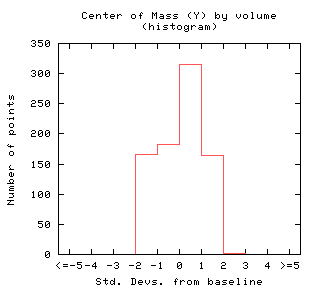 Center of Mass (Y) by volume
(histogram)
350
300
250
200
150
100
50
0
Number of points
<=-5 -4 -3 -2 -1 0 1 2 3 4 >=5
Std. Devs. from baseline